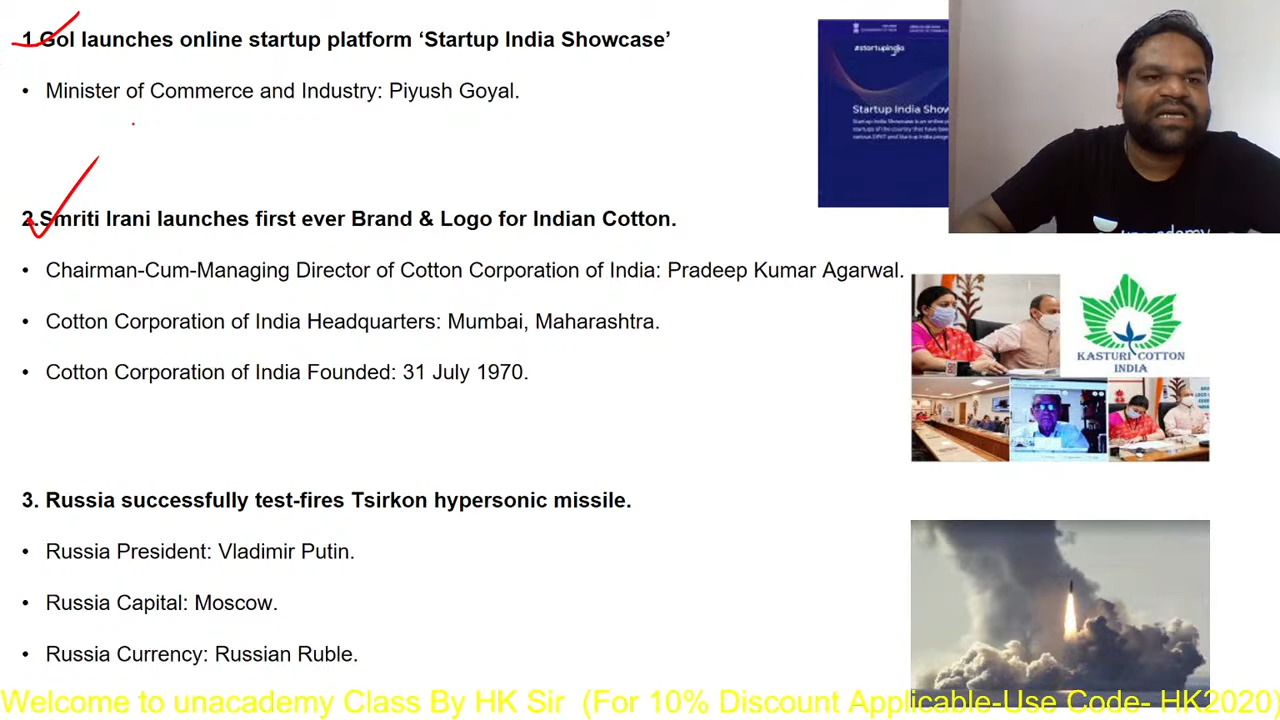 1.GoI launches online startup platform ‘Startup India Showcase’
• Minister of Commerce and Industry: Piyush Goyal.
#startupindia
Startup India Show
2.Smriti Irani launches first ever Brand & Logo for Indian Cotton.
• Chairman-Cum-Managing Director of Cotton Corporation of India: Pradeep Kumar Agarwal.
• Cotton Corporation of India Headquarters: Mumbai, Maharashtra.
• Cotton Corporation of India Founded: 31 July 1970.
KASTURI COTTON
INDIA
3. Russia successfully test-fires Tsirkon hypersonic missile.
• Russia President: Vladimir Putin.
• Russia Capital: Moscow.
• Russia Currency: Russian Ruble.
Welcome to unacademy Class By HK Sir (For 10% Discount Applicable-Use Code- HK2020)